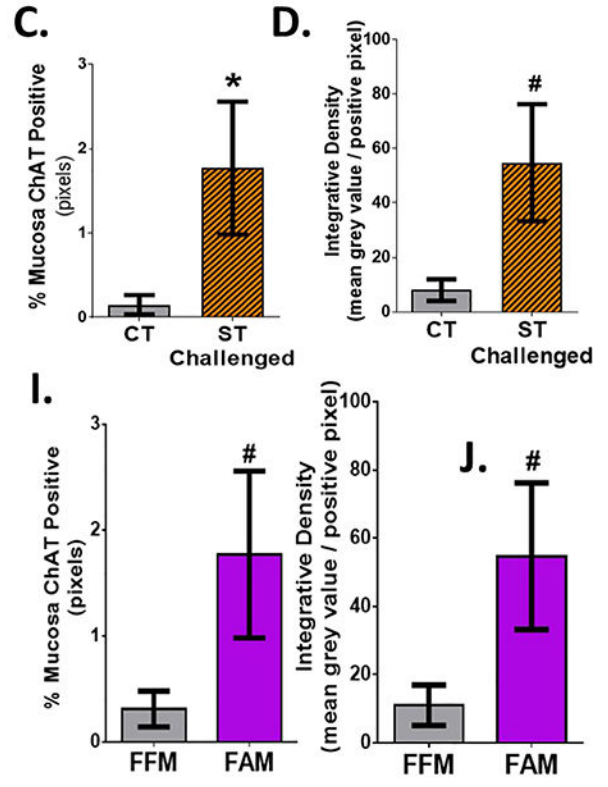 C.
% Mucosa ChAT Positive
(pixels)
3
2
1
0
*
CT
ST
Challenged
D.
Integrative Density
(mean grey value / positive pixel)
100
80
60
40
20
0
#
CT
ST
Challenged
I.
% Mucosa ChAT Positive
(pixels)
3
2
1
0
#
FFM
FAM
J.
Integrative Density
(mean grey value / positive pixel)
100
80
60
40
20
0
#
FFM
FAM